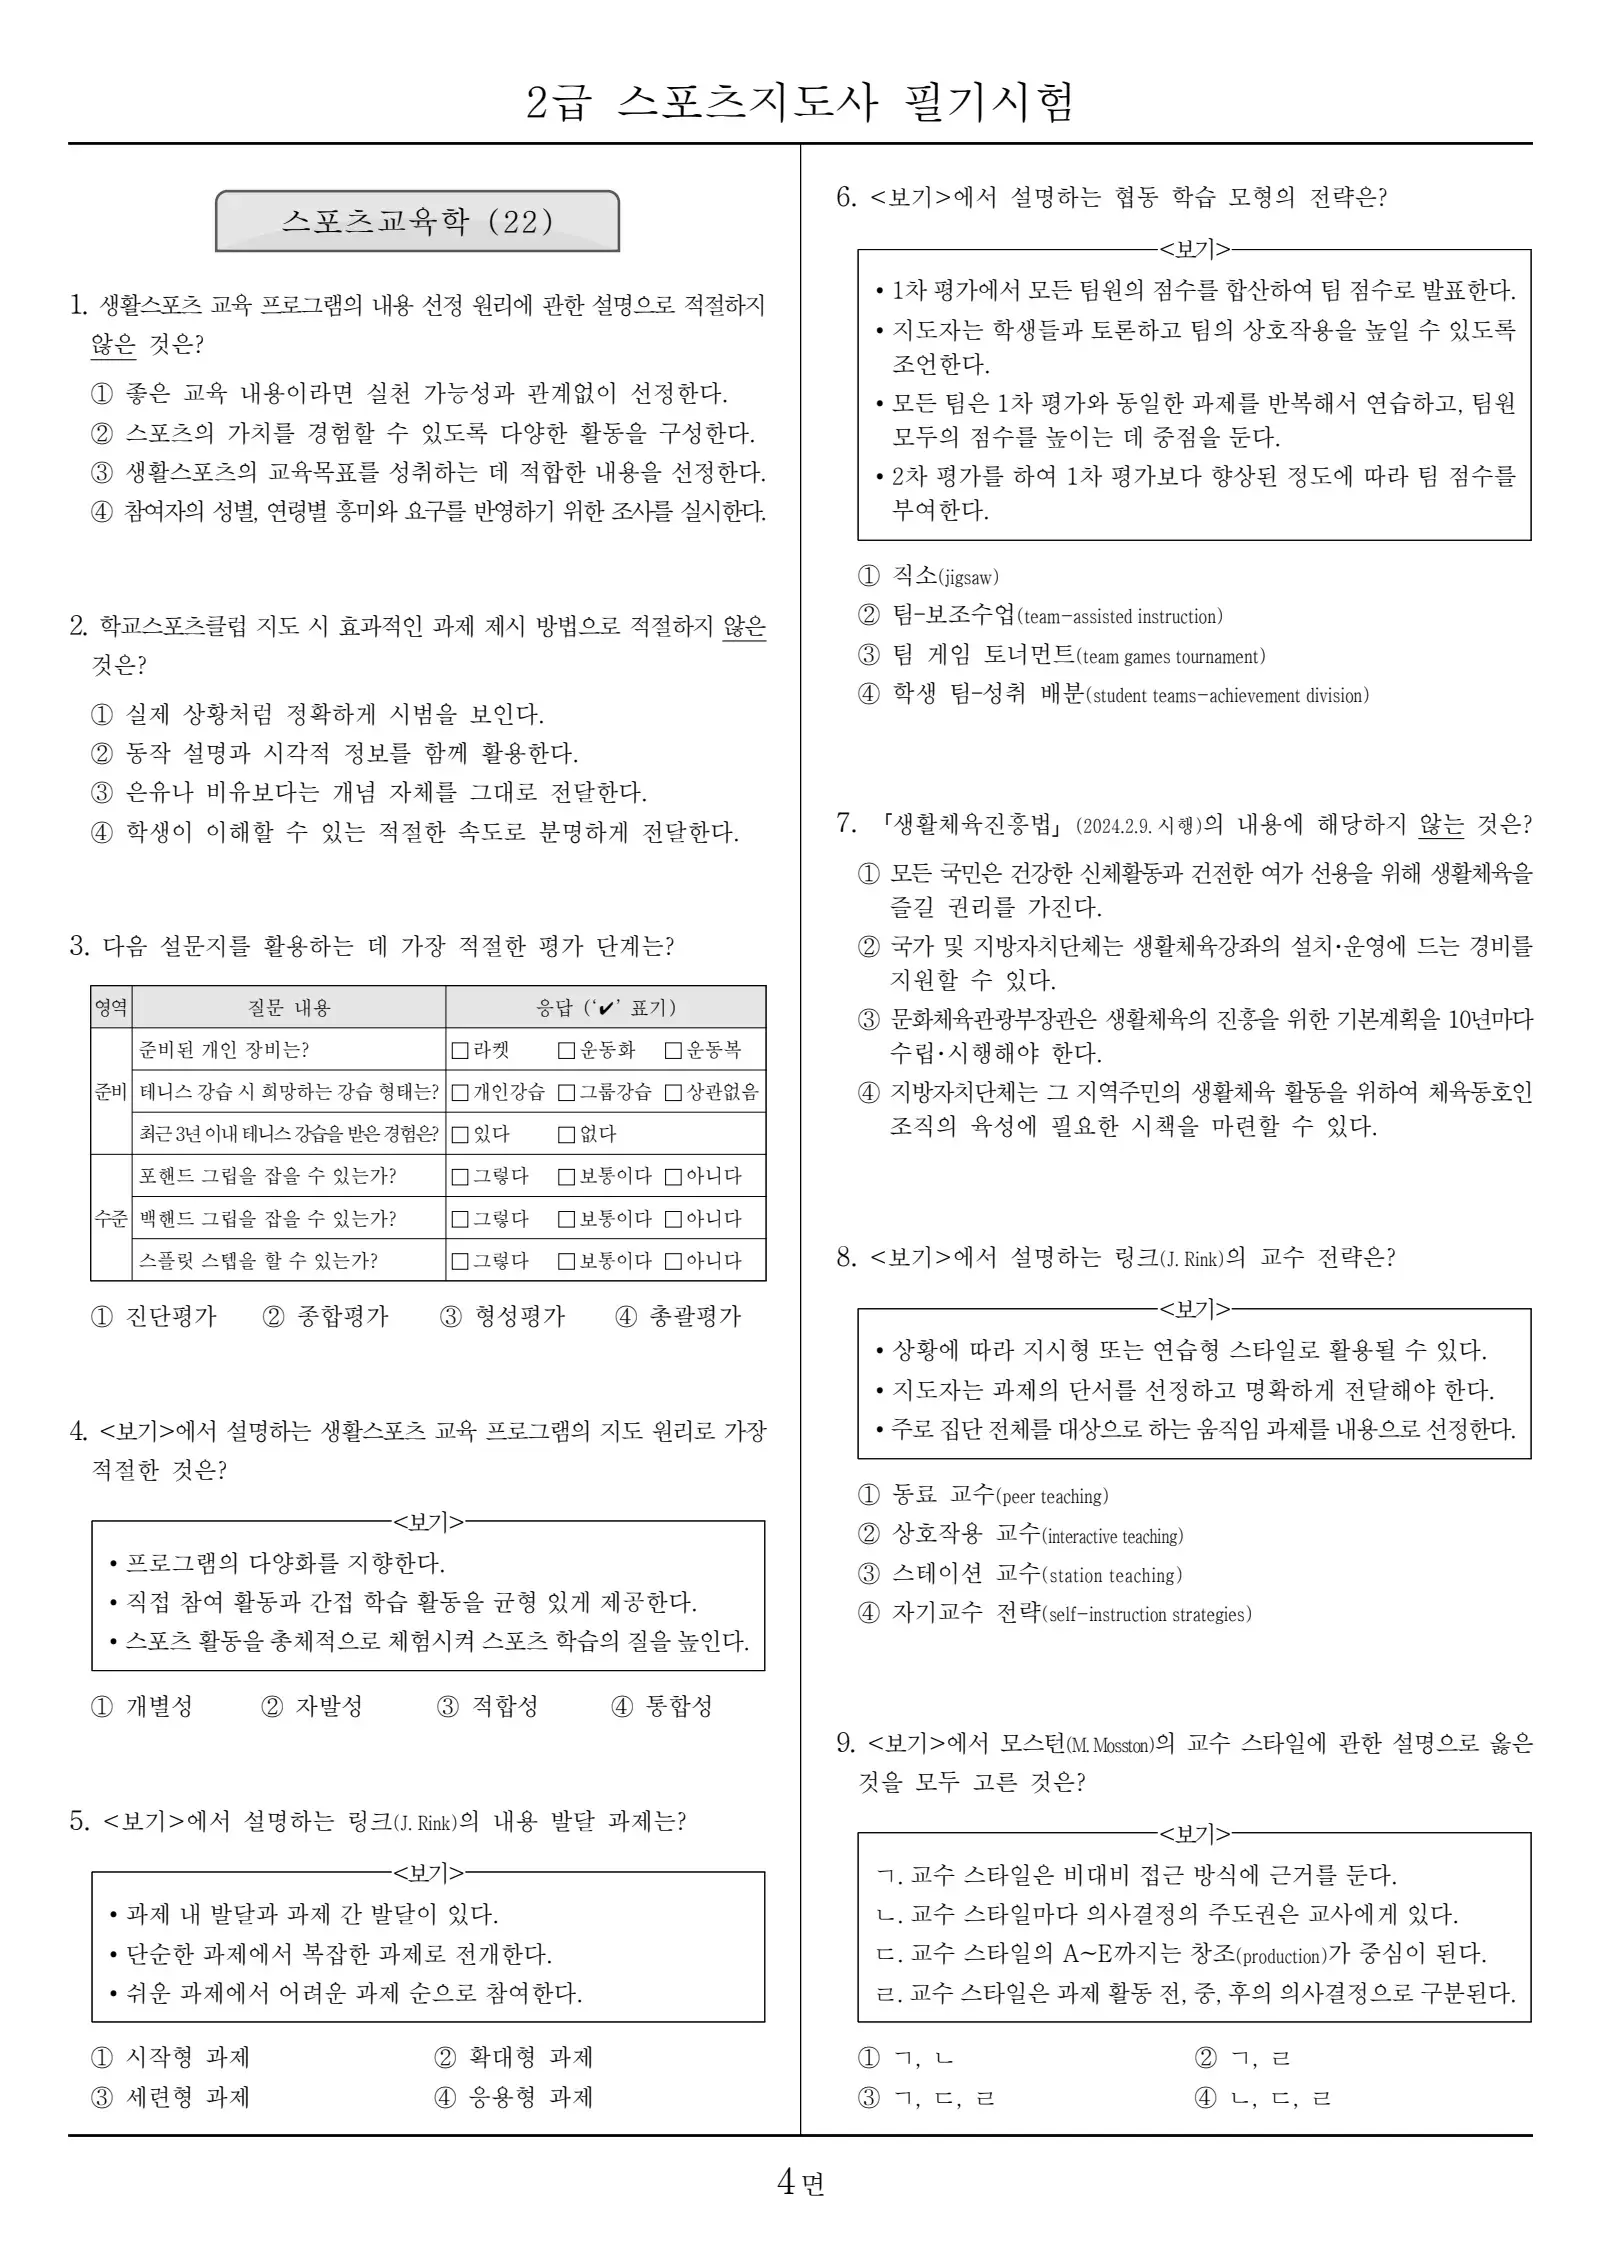 2급 스포츠지도사 필기시험
스포츠교육학 (22)
1. 생활스포츠 교육 프로그램의 내용 선정 원리에 관한 설명으로 적절하지
않은 것은?
① 좋은 교육 내용이라면 실천 가능성과 관계없이 선정한다.
② 스포츠의 가치를 경험할 수 있도록 다양한 활동을 구성한다.
③ 생활스포츠의 교육목표를 성취하는 데 적합한 내용을 선정한다.
④ 참여자의 성별, 연령별 흥미와 요구를 반영하기 위한 조사를 실시한다.
2. 학교스포츠클럽 지도 시 효과적인 과제 제시 방법으로 적절하지 않은
것은?
① 실제 상황처럼 정확하게 시범을 보인다.
② 동작 설명과 시각적 정보를 함께 활용한다.
③ 은유나 비유보다는 개념 자체를 그대로 전달한다.
④ 학생이 이해할 수 있는 적절한 속도로 분명하게 전달한다.
3. 다음 설문지를 활용하는 데 가장 적절한 평가 단계는?
영역 질문 내용 응답 (‘✔’ 표기)
준비된 개인 장비는? □라켓 □운동화 □운동복
준비 테니스 강습 시 희망하는 강습 형태는? □개인강습 □그룹강습 □상관없음
최근 3년 이내 테니스 강습을 받은 경험은? □있다 □없다
포핸드 그립을 잡을 수 있는가? □그렇다 □보통이다 □아니다
수준 백핸드 그립을 잡을 수 있는가? □그렇다 □보통이다 □아니다
스플릿 스텝을 할 수 있는가? □그렇다 □보통이다 □아니다
① 진단평가 ② 종합평가 ③ 형성평가 ④ 총괄평가
4. <보기>에서 설명하는 생활스포츠 교육 프로그램의 지도 원리로 가장
적절한 것은?
<보기>
• 프로그램의 다양화를 지향한다.
• 직접 참여 활동과 간접 학습 활동을 균형 있게 제공한다.
• 스포츠 활동을 총체적으로 체험시켜 스포츠 학습의 질을 높인다.
① 개별성 ② 자발성 ③ 적합성 ④ 통합성
5. <보기>에서 설명하는 링크(J. Rink)의 내용 발달 과제는?
<보기>
• 과제 내 발달과 과제 간 발달이 있다.
• 단순한 과제에서 복잡한 과제로 전개한다.
• 쉬운 과제에서 어려운 과제 순으로 참여한다.
① 시작형 과제 ② 확대형 과제
③ 세련형 과제 ④ 응용형 과제
6. <보기>에서 설명하는 협동 학습 모형의 전략은?
<보기>
• 1차 평가에서 모든 팀원의 점수를 합산하여 팀 점수로 발표한다.
• 지도자는 학생들과 토론하고 팀의 상호작용을 높일 수 있도록
조언한다.
• 모든 팀은 1차 평가와 동일한 과제를 반복해서 연습하고, 팀원
모두의 점수를 높이는 데 중점을 둔다.
• 2차 평가를 하여 1차 평가보다 향상된 정도에 따라 팀 점수를
부여한다.
① 직소(jigsaw)
② 팀-보조수업(team-assisted instruction)
③ 팀 게임 토너먼트(team games tournament)
④ 학생 팀-성취 배분(student teams-achievement division)
7. 「생활체육진흥법」(2024.2.9. 시행)의 내용에 해당하지 않는 것은?
① 모든 국민은 건강한 신체활동과 건전한 여가 선용을 위해 생활체육을
즐길 권리를 가진다.
② 국가 및 지방자치단체는 생활체육강좌의 설치·운영에 드는 경비를
지원할 수 있다.
③ 문화체육관광부장관은 생활체육의 진흥을 위한 기본계획을 10년마다
수립·시행해야 한다.
④ 지방자치단체는 그 지역주민의 생활체육 활동을 위하여 체육동호인
조직의 육성에 필요한 시책을 마련할 수 있다.
8. <보기>에서 설명하는 링크(J. Rink)의 교수 전략은?
<보기>
• 상황에 따라 지시형 또는 연습형 스타일로 활용될 수 있다.
• 지도자는 과제의 단서를 선정하고 명확하게 전달해야 한다.
• 주로 집단 전체를 대상으로 하는 움직임 과제를 내용으로 선정한다.
① 동료 교수(peer teaching)
② 상호작용 교수(interactive teaching)
③ 스테이션 교수(station teaching)
④ 자기교수 전략(self-instruction strategies)
9. <보기>에서 모스턴(M. Mosston)의 교수 스타일에 관한 설명으로 옳은
것을 모두 고른 것은?
<보기>
ㄱ. 교수 스타일은 비대비 접근 방식에 근거를 둔다.
ㄴ. 교수 스타일마다 의사결정의 주도권은 교사에게 있다.
ㄷ. 교수 스타일의 A~E까지는 창조(production)가 중심이 된다.
ㄹ. 교수 스타일은 과제 활동 전, 중, 후의 의사결정으로 구분된다.
① ㄱ, ㄴ ② ㄱ, ㄹ
③ ㄱ, ㄷ, ㄹ ④ ㄴ, ㄷ, ㄹ
4면